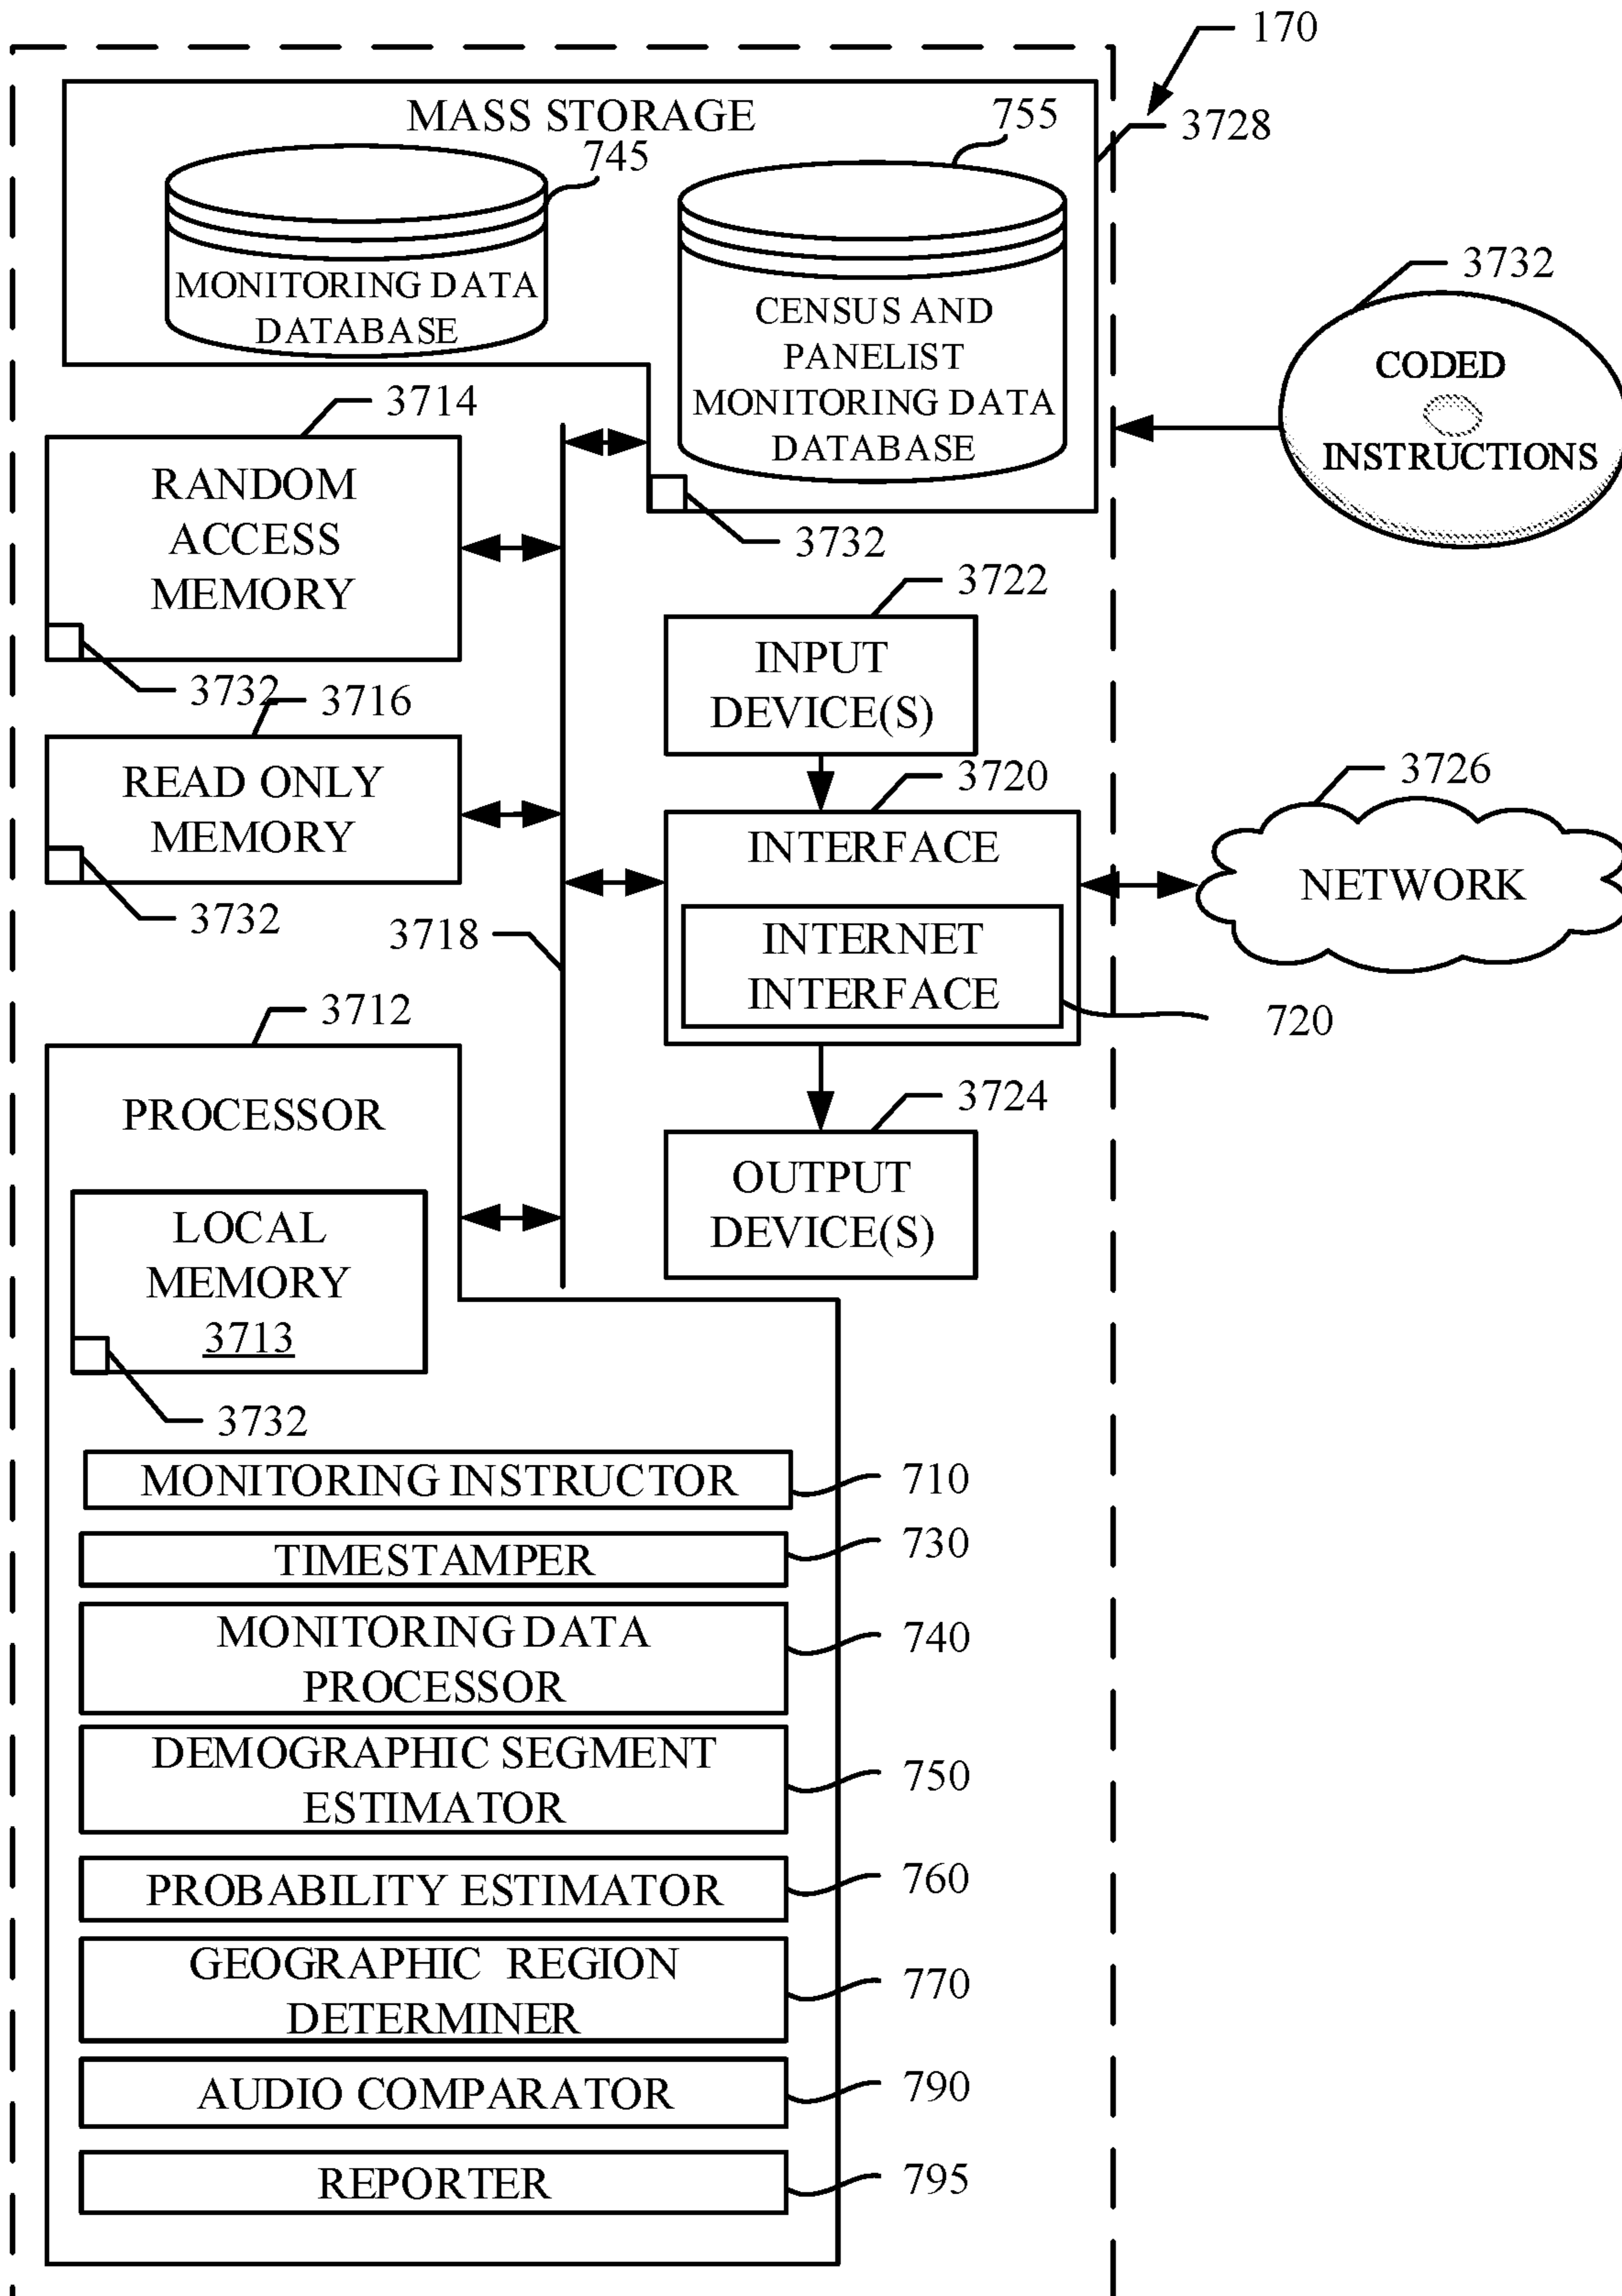 170
MASS STORAGE
755
3728
745
MONITORING DATA
DATABASE
CENSUS AND
PANELIST
MONITORING DATA
DATABASE
3732
CODED
INSTRUCTIONS
3714
RANDOM
ACCESS
MEMORY
3732
3732
3722
INPUT
DEVICE(S)
3716
READ ONLY
MEMORY
3732
3720
INTERFACE
INTERNET
INTERFACE
720
3726
NETWORK
3718
3712
PROCESSOR
3724
OUTPUT
DEVICE(S)
LOCAL
MEMORY
3713
3732
MONITORING INSTRUCTOR
710
TIMESTAMPER
730
MONITORING DATA
PROCESSOR
740
DEMOGRAPHIC SEGMENT
ESTIMATOR
750
PROBABILITY ESTIMATOR
760
GEOGRAPHIC REGION
DETERMINER
770
AUDIO COMPARATOR
790
REPORTER
795